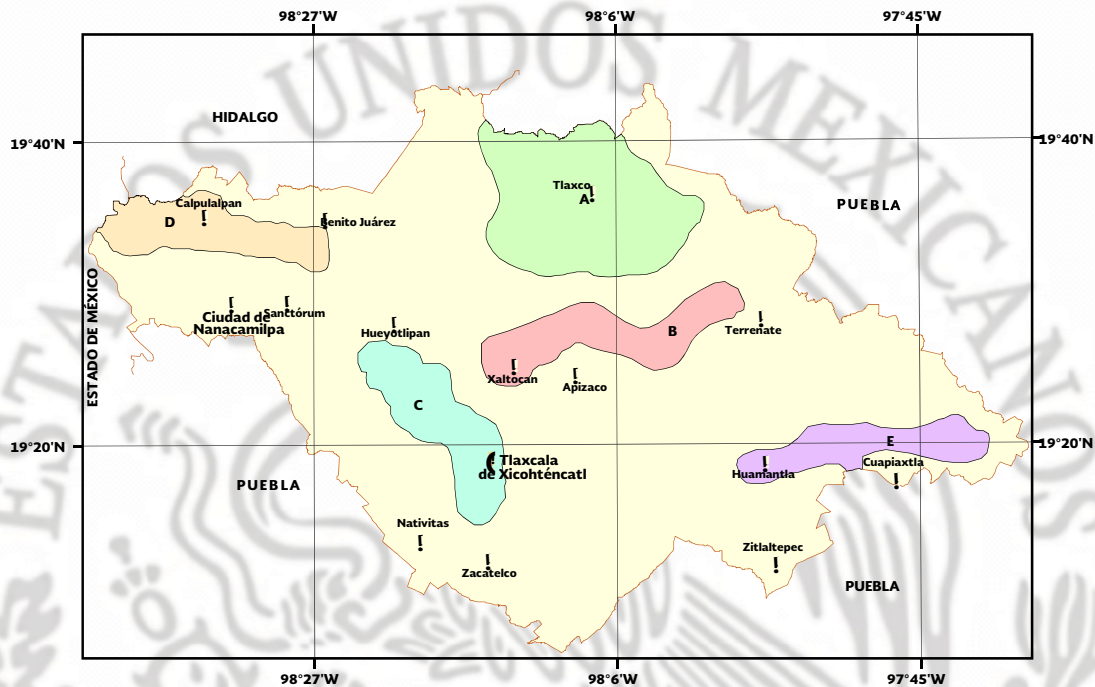 98°27'W 98°6'W 97°45'W
ESTADOS UNIDOS MEXICANOS
HIDALGO
19°40'N 19°40'N
Tlaxco
A
Calpulalpan
PUEBLA
D
Benito Juárez
ESTADO DE MÉXICO
Sanctórum
Ciudad de
Nanacamilpa
Hueyotlipan
B
Terrenate
Xaltocan
Apizaco
C
19°20'N 19°20'N
E
Tlaxcala
de Xicohténcatl
Cuapiaxtla
Huamantla
PUEBLA
Nativitas
Zitlaltepec
Zacatelco
PUEBLA
98°27'W 98°6'W 97°45'W